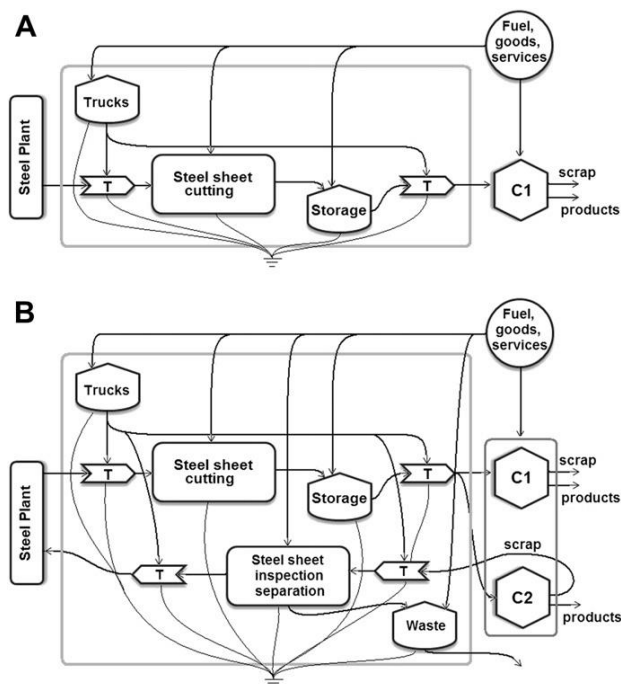 A
Fuel,
goods,
services
Trucks
Steel Plant
T
Steel sheet
cutting
Storage
T
C1
scrap
products
B
Fuel,
goods,
services
Trucks
Steel Plant
T
Steel sheet
cutting
Storage
T
C1
scrap
products
T
Steel sheet
inspection
separation
T
scrap
C2
products
Waste